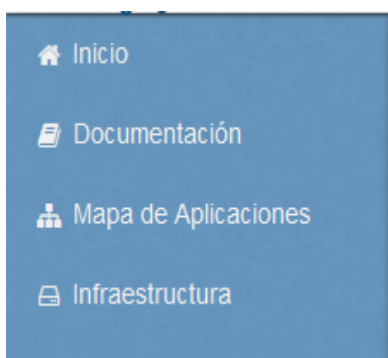 Inicio
Documentación
Mapa de Aplicaciones
Infraestructura